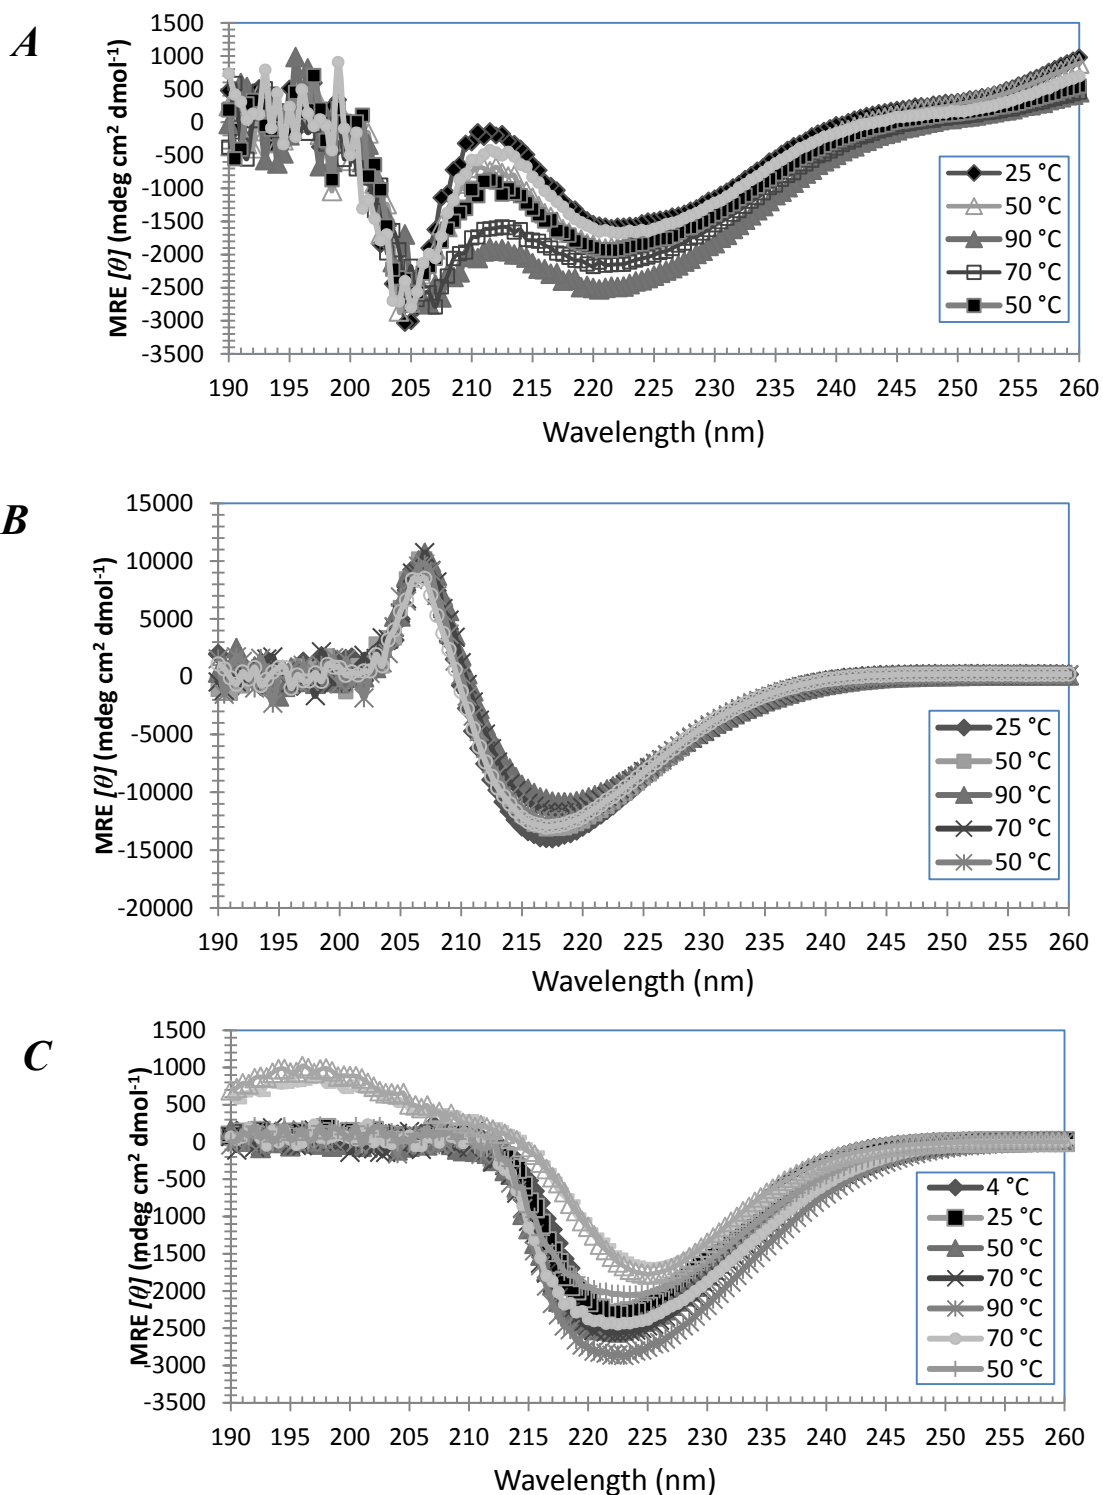 A
MRE [θ] (mdeg cm² dmol⁻¹)
1500
1000
500
0
-500
-1000
-1500
-2000
-2500
-3000
-3500
190 195 200 205 210 215 220 225 230 235 240 245 250 255 260
Wavelength (nm)
25 °C
50 °C
90 °C
70 °C
50 °C
B
MRE [θ] (mdeg cm² dmol⁻¹)
15000
10000
5000
0
-5000
-10000
-15000
-20000
190 195 200 205 210 215 220 225 230 235 240 245 250 255 260
Wavelength (nm)
25 °C
50 °C
90 °C
70 °C
50 °C
C
MRE [θ] (mdeg cm² dmol⁻¹)
1500
1000
500
0
-500
-1000
-1500
-2000
-2500
-3000
-3500
190 195 200 205 210 215 220 225 230 235 240 245 250 255 260
Wavelength (nm)
4 °C
25 °C
50 °C
70 °C
90 °C
70 °C
50 °C